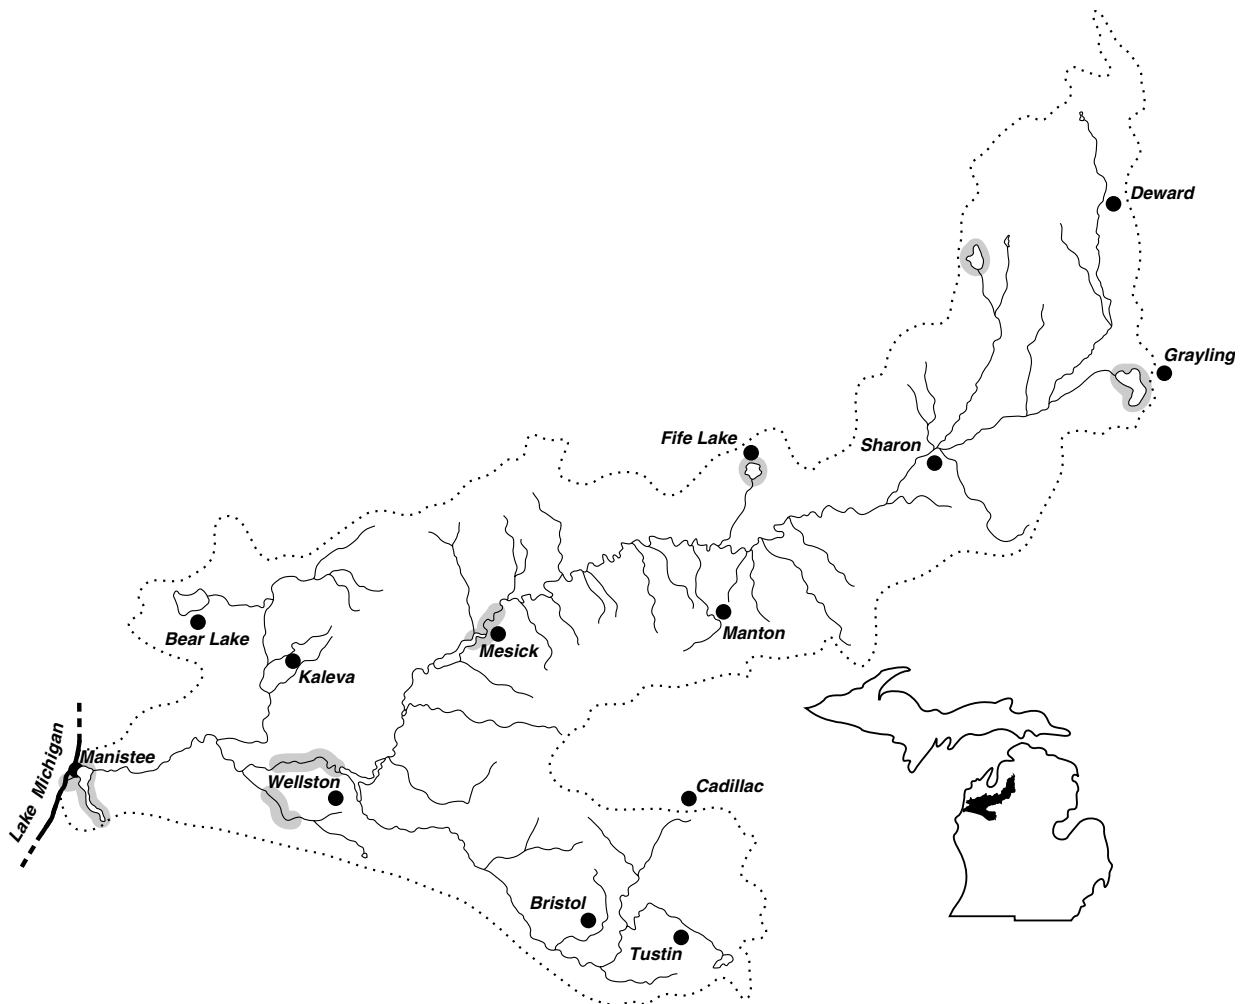 Deward
Grayling
Fife Lake
Sharon
Bear Lake
Manton
Mesick
Kaleva
Lake Michigan
Manistee
Wellston
Cadillac
Bristol
Tustin